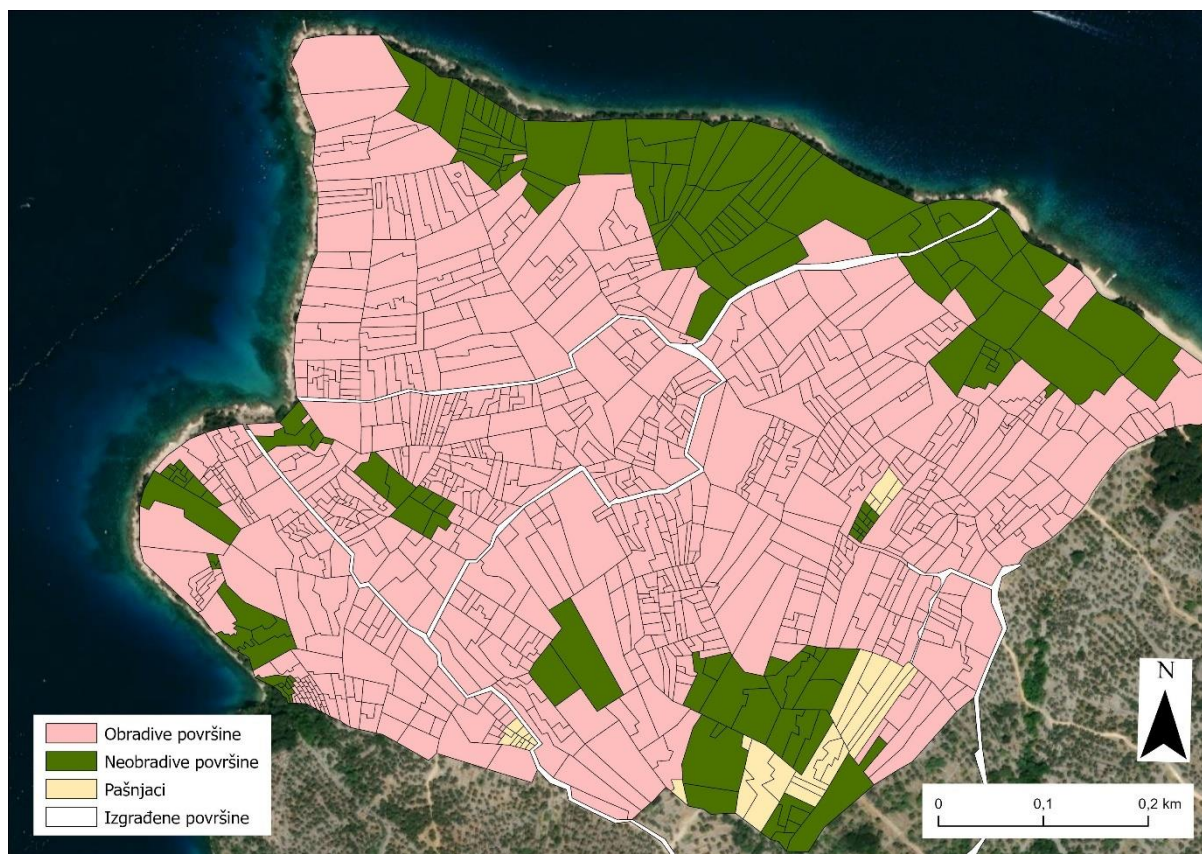 N
Obradive površine
Neobradive površine
Pašnjaci
Izgrađene površine
0 0,1 0,2 km